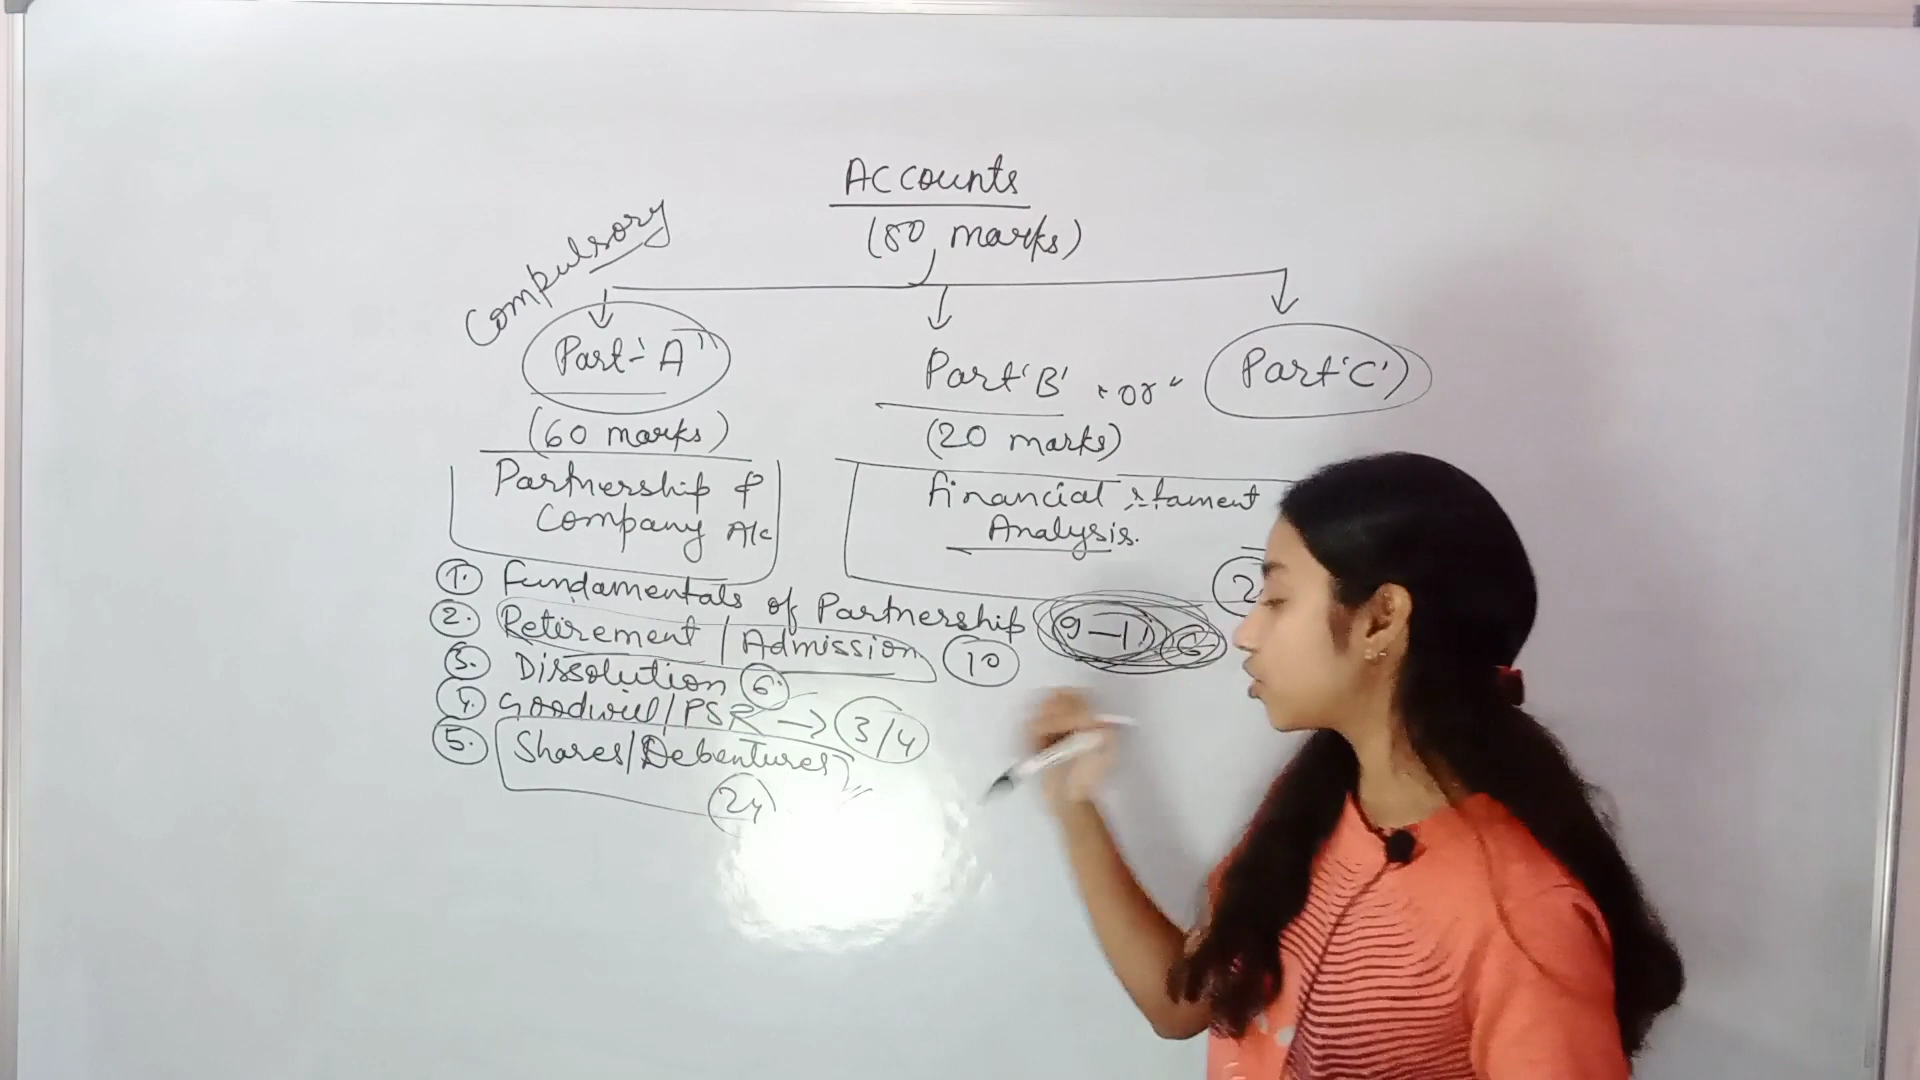 Accounts
(80 marks)
Compulsory
Part-'A"
Part 'B' "or" Part 'C'
(60 marks)
(20 marks)
Partnership &
Company A/c
financial stament
Analysis.
1. Fundamentals of Partnership 9-11 6
2. Retirement / Admission 10
3. Dissolution 6.
4. Goodwill/PSR → 3/4
5. Shares/Debentures
24